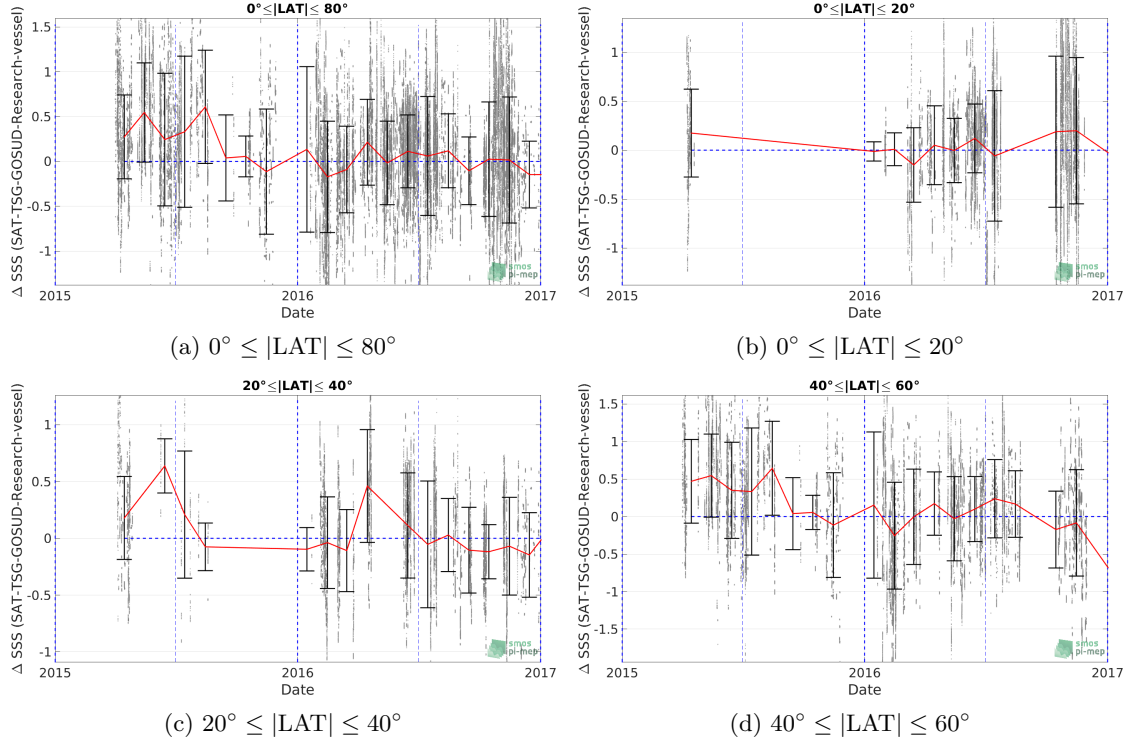 0°≤|LAT|≤ 80°
Δ SSS (SAT-TSG-GOSUD-Research-vessel)
1.5
1
0.5
0
-0.5
-1
2015
2016
2017
Date
smos
pi-mep
(a) 0° ≤ |LAT| ≤ 80°
0°≤|LAT|≤ 20°
Δ SSS (SAT-TSG-GOSUD-Research-vessel)
1
0.5
0
-0.5
-1
2015
2016
2017
Date
smos
pi-mep
(b) 0° ≤ |LAT| ≤ 20°
20°≤|LAT|≤ 40°
Δ SSS (SAT-TSG-GOSUD-Research-vessel)
1
0.5
0
-0.5
-1
2015
2016
2017
Date
smos
pi-mep
(c) 20° ≤ |LAT| ≤ 40°
40°≤|LAT|≤ 60°
Δ SSS (SAT-TSG-GOSUD-Research-vessel)
1.5
1
0.5
0
-0.5
-1
-1.5
2015
2016
2017
Date
smos
pi-mep
(d) 40° ≤ |LAT| ≤ 60°